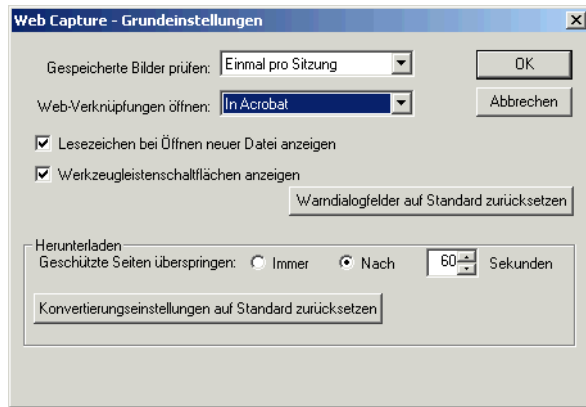 Web Capture - Grundeinstellungen
Gespeicherte Bilder prüfen: Einmal pro Sitzung OK
Web-Verknüpfungen öffnen: In Acrobat Abbrechen
Lesezeichen bei Öffnen neuer Datei anzeigen
Werkzeugleistenschaltflächen anzeigen
Warndialogfelder auf Standard zurücksetzen
Herunterladen
Geschützte Seiten überspringen: Immer Nach 60 Sekunden
Konvertierungseinstellungen auf Standard zurücksetzen